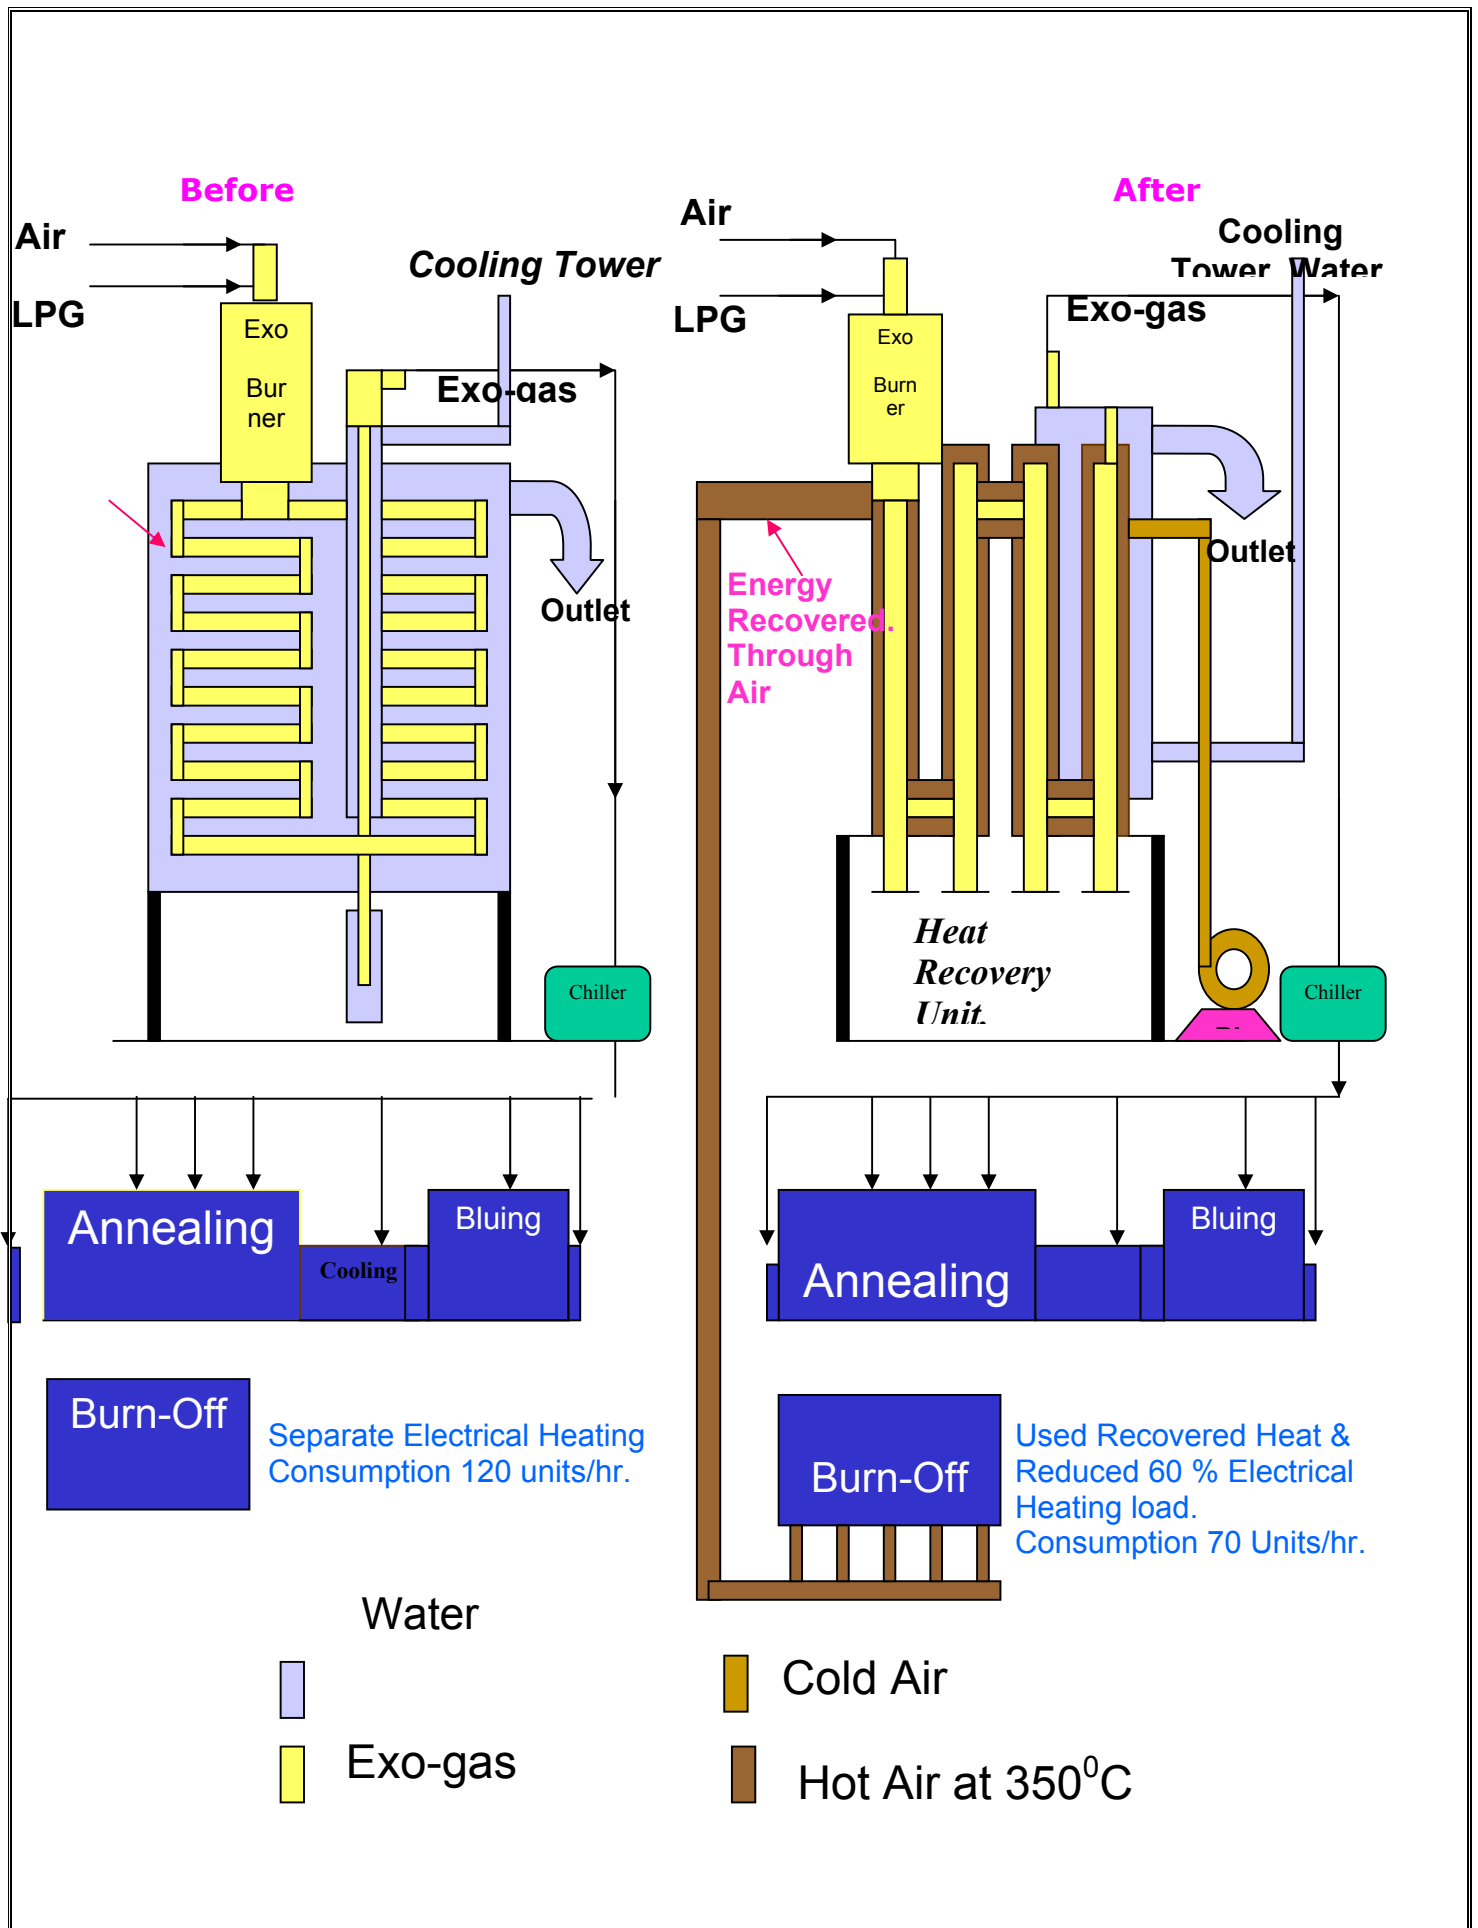 Before
Air
LPG
Exo
Bur
ner
Cooling Tower
Exo-gas
Outlet
Chiller
Annealing
Cooling
Bluing
Burn-Off
Separate Electrical Heating
Consumption 120 units/hr.
After
Air
LPG
Exo
Burn
er
Cooling
Tower Water
Exo-gas
Outlet
Energy
Recovered.
Through
Air
Heat
Recovery
Unit.
Chiller
Annealing
Bluing
Burn-Off
Used Recovered Heat &
Reduced 60 % Electrical
Heating load.
Consumption 70 Units/hr.
Water
Exo-gas
Cold Air
Hot Air at 350⁰C